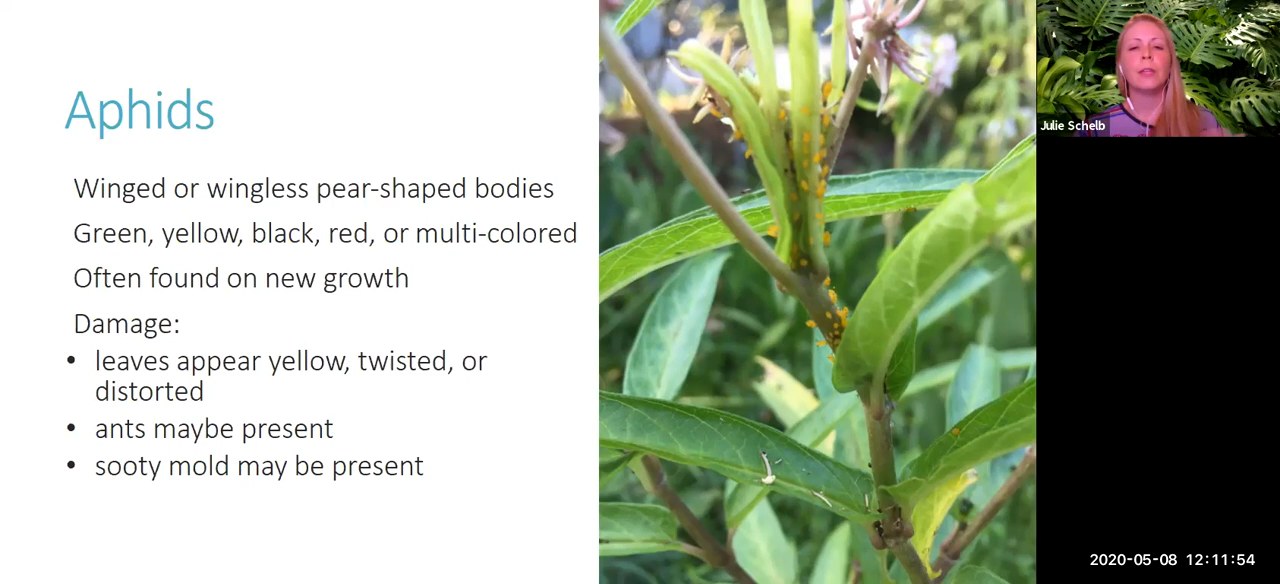 Aphids
Winged or wingless pear-shaped bodies
Green, yellow, black, red, or multi-colored
Often found on new growth
Damage:
• leaves appear yellow, twisted, or
distorted
• ants maybe present
• sooty mold may be present
Julie Schelb
2020-05-08 12:11:54